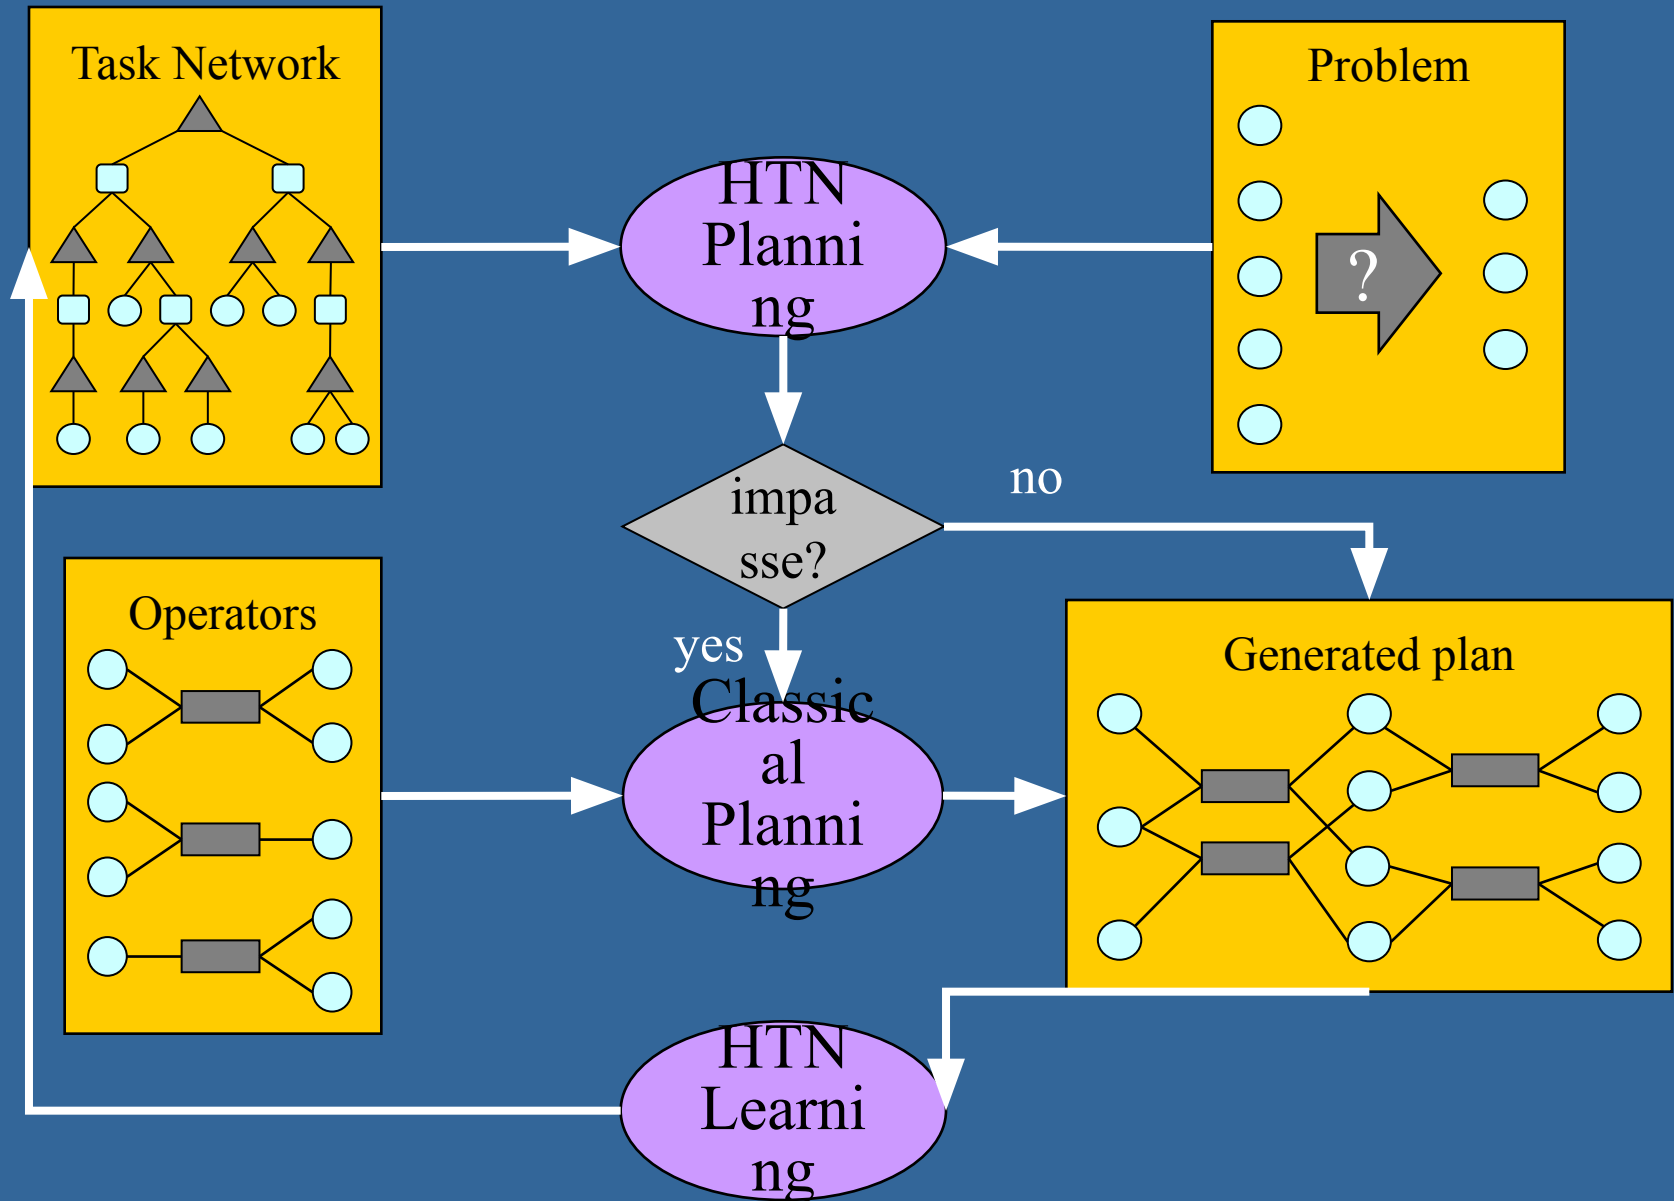 Task Network
Problem
HTN
Planni
ng
?
impa
sse?
no
yes
Operators
Classic
al
Planni
ng
Generated plan
HTN
Learni
ng